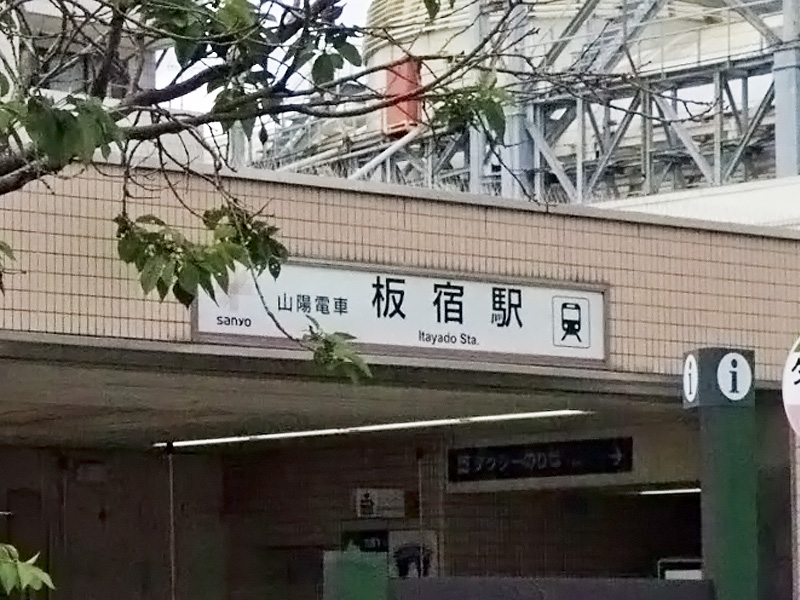 sanyo 山陽電車 板宿駅
Itayado Sta.
i i
タクシーのりば →